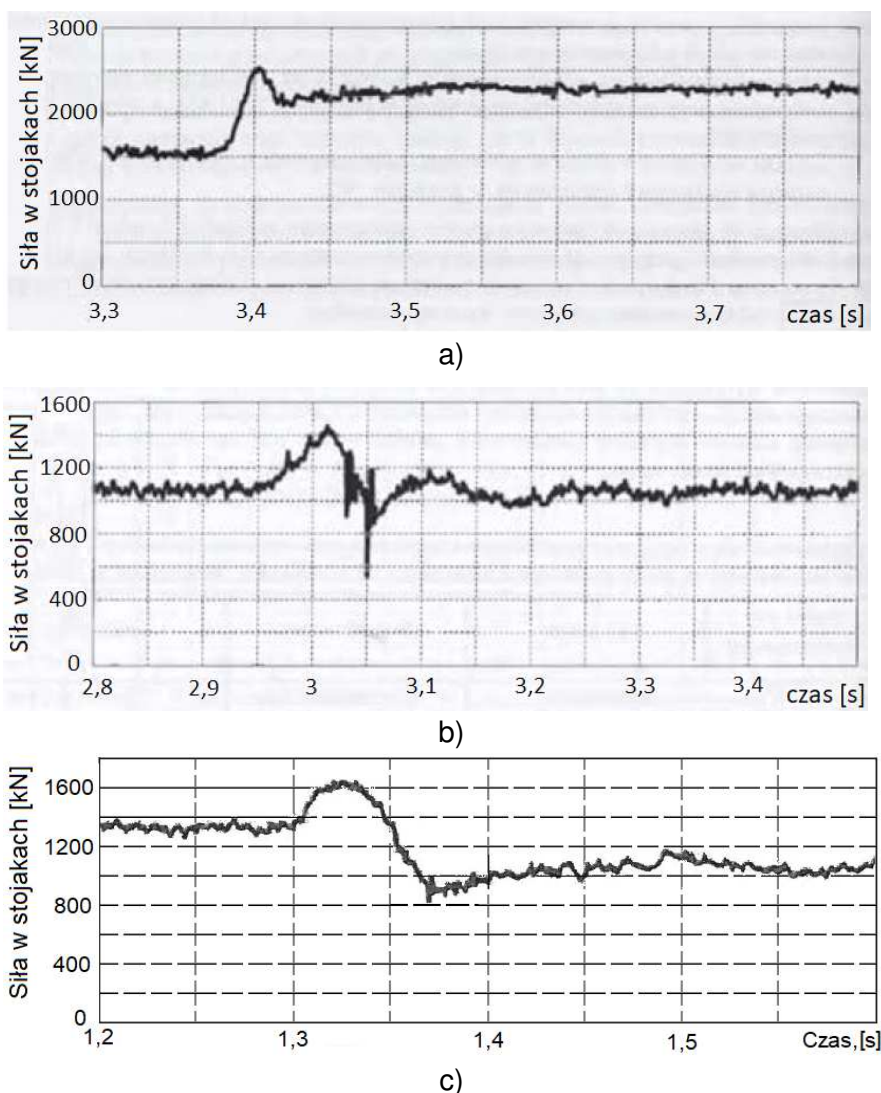 Siła w stojakach [kN]
3000
2000
1000
0
3,3 3,4 3,5 3,6 3,7 czas [s]
a)
Siła w stojakach [kN]
1600
1200
800
400
0
2,8 2,9 3 3,1 3,2 3,3 3,4 czas [s]
b)
Siła w stojakach [kN]
1600
1200
800
400
0
1,2 1,3 1,4 1,5 Czas,[s]
c)